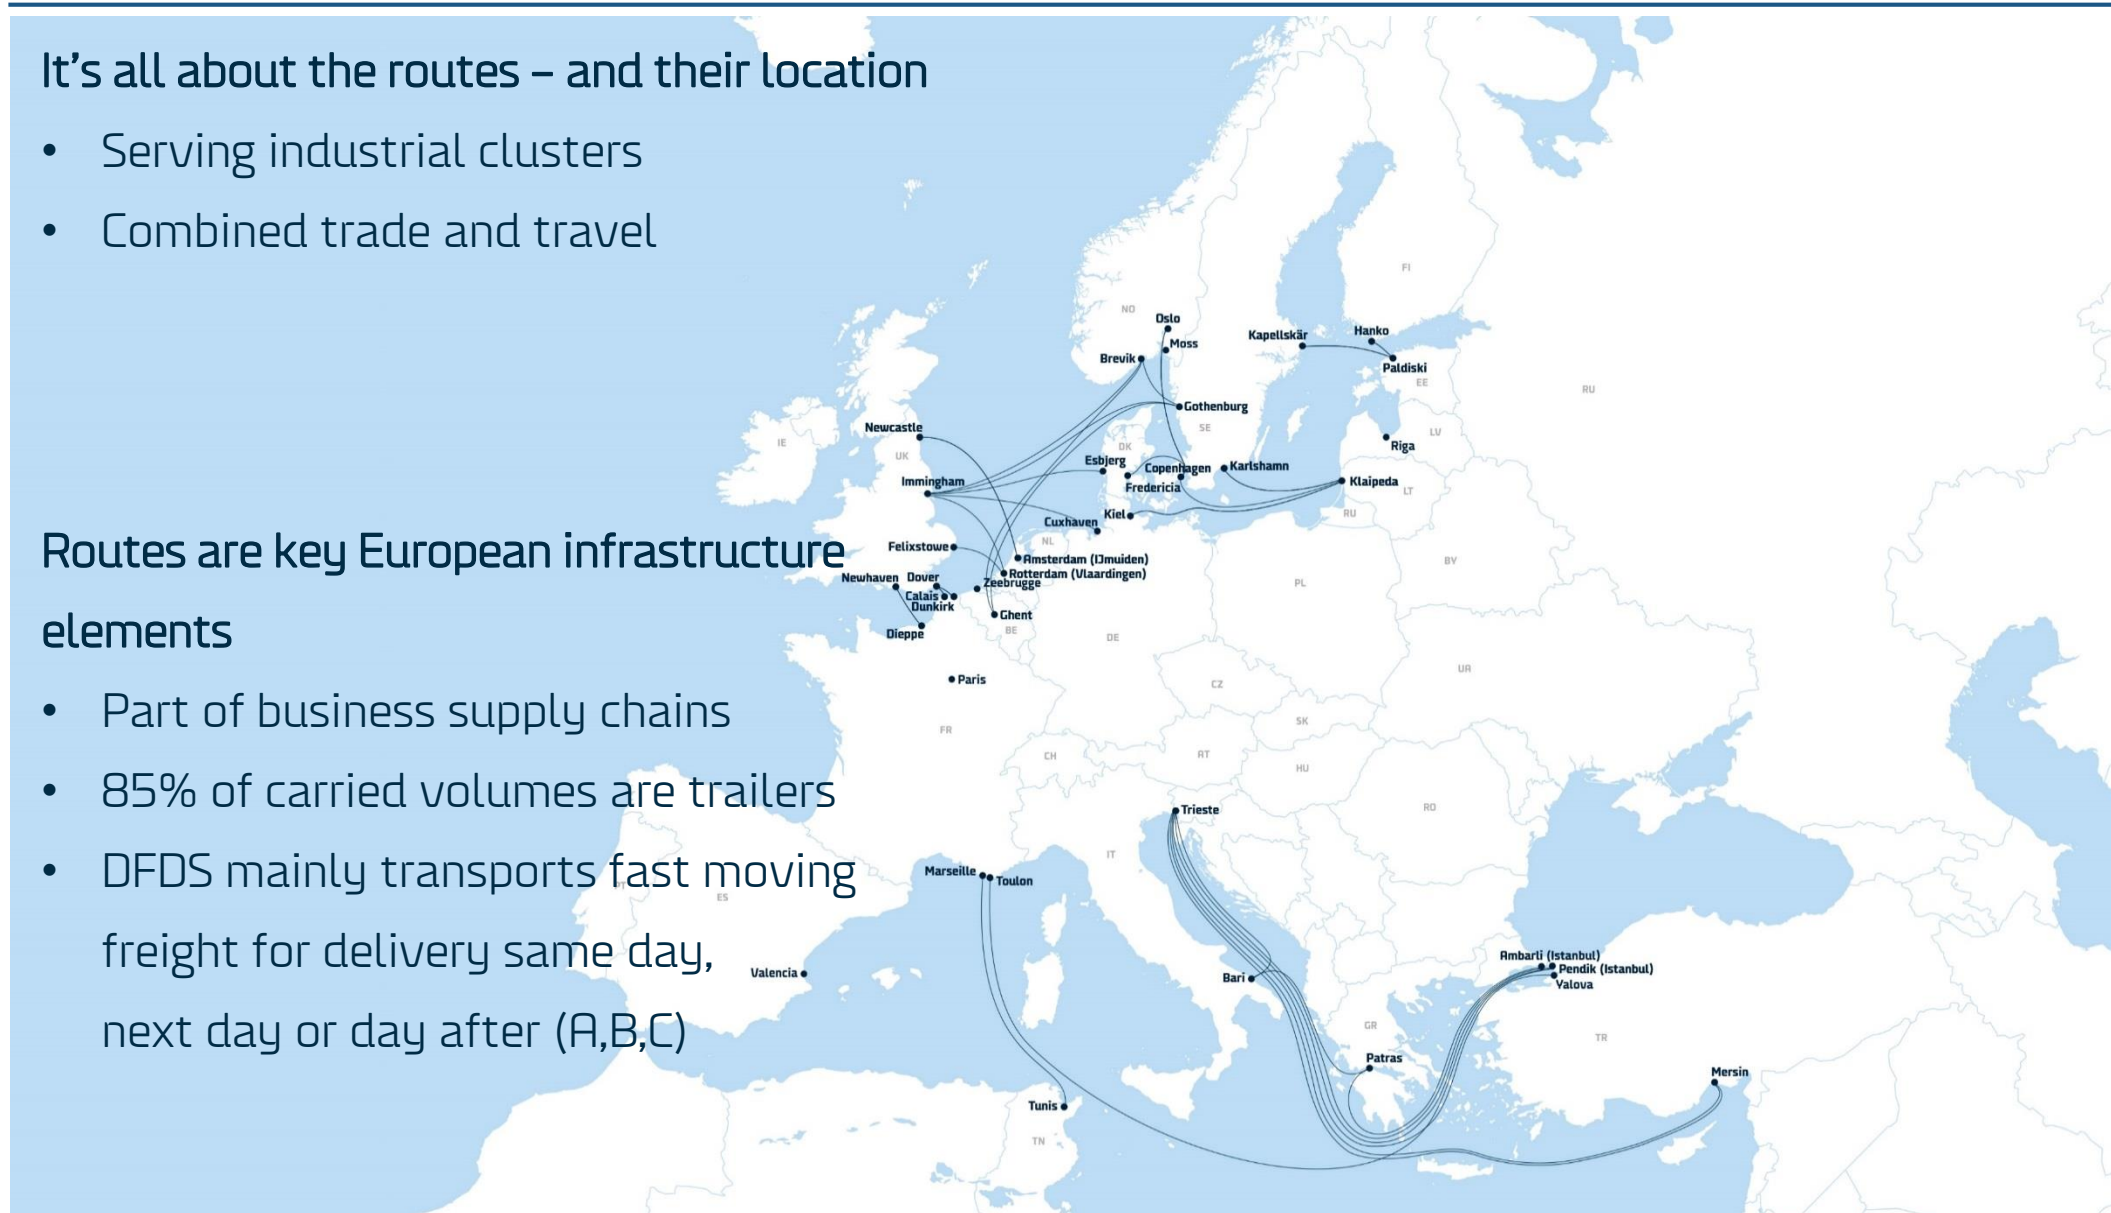 It's all about the routes – and their location
• Serving industrial clusters
• Combined trade and travel
Routes are key European infrastructure
elements
• Part of business supply chains
• 85% of carried volumes are trailers
• DFDS mainly transports fast moving
freight for delivery same day,
next day or day after (A,B,C)
FI
NO
Oslo
Moss
Brevik
Kapellskär
Hanko
Paldiski
EE
RU
Gothenburg
SE
Newcastle
IE
UK
DK
LV
Riga
Esbjerg
Copenhagen
Karlshamn
Fredericia
Immingham
Klaipeda
LT
RU
Kiel
Cuxhaven
NL
Felixstowe
Amsterdam (IJmuiden)
Rotterdam (Vlaardingen)
Zeebrugge
Newhaven
Dover
Calais
Dunkirk
Ghent
BE
Dieppe
DE
PL
BY
Paris
CZ
UA
FR
SK
CH
AT
HU
RO
Trieste
IT
Marseille
Toulon
PT
ES
Valencia
Bari
Ambarli (Istanbul)
Pendik (Istanbul)
Yalova
GR
TR
Patras
Mersin
Tunis
TN